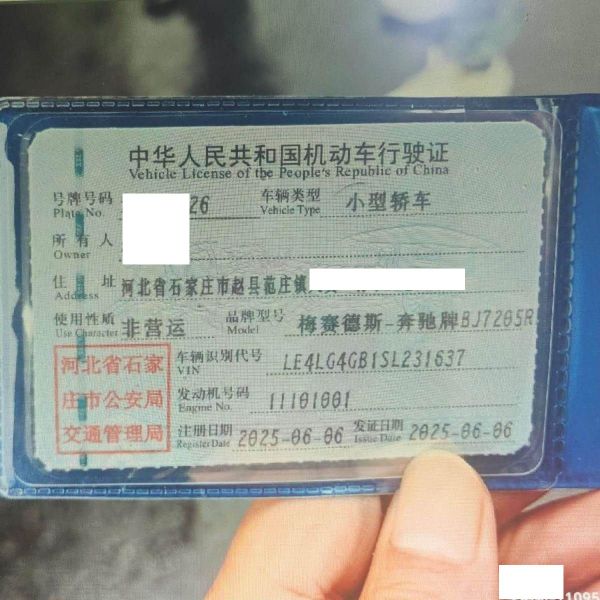 中华人民共和国机动车行驶证
Vehicle License of the People's Republic of China
号牌号码 26 车辆类型 小型轿车
Plate No. Vehicle Type
所有人
Owner
住址 河北省石家庄市赵县范庄镇
Address
使用性质 非营运 品牌型号 梅赛德斯-奔驰牌BJ7205R
Use Character Model
河北省石家
庄市公安局
交通管理局
车辆识别代号 LE4LG4GB1SL231637
VIN
发动机号码 11101001
Engine No.
注册日期 2025-06-06 发证日期 2025-06-06
Register Date Issue Date
1095